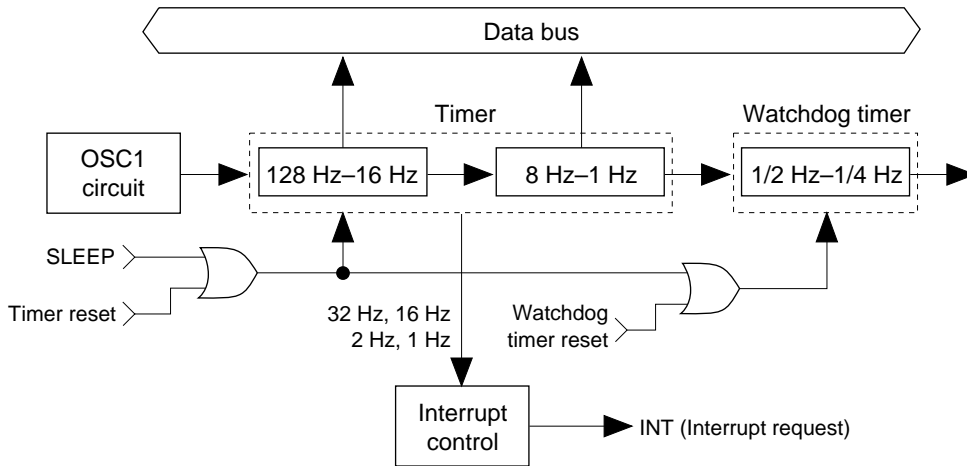 Data bus
Timer
Watchdog timer
OSC1
circuit
128 Hz–16 Hz
8 Hz–1 Hz
1/2 Hz–1/4 Hz
SLEEP
Timer reset
32 Hz, 16 Hz
2 Hz, 1 Hz
Watchdog
timer reset
Interrupt
control
INT (Interrupt request)